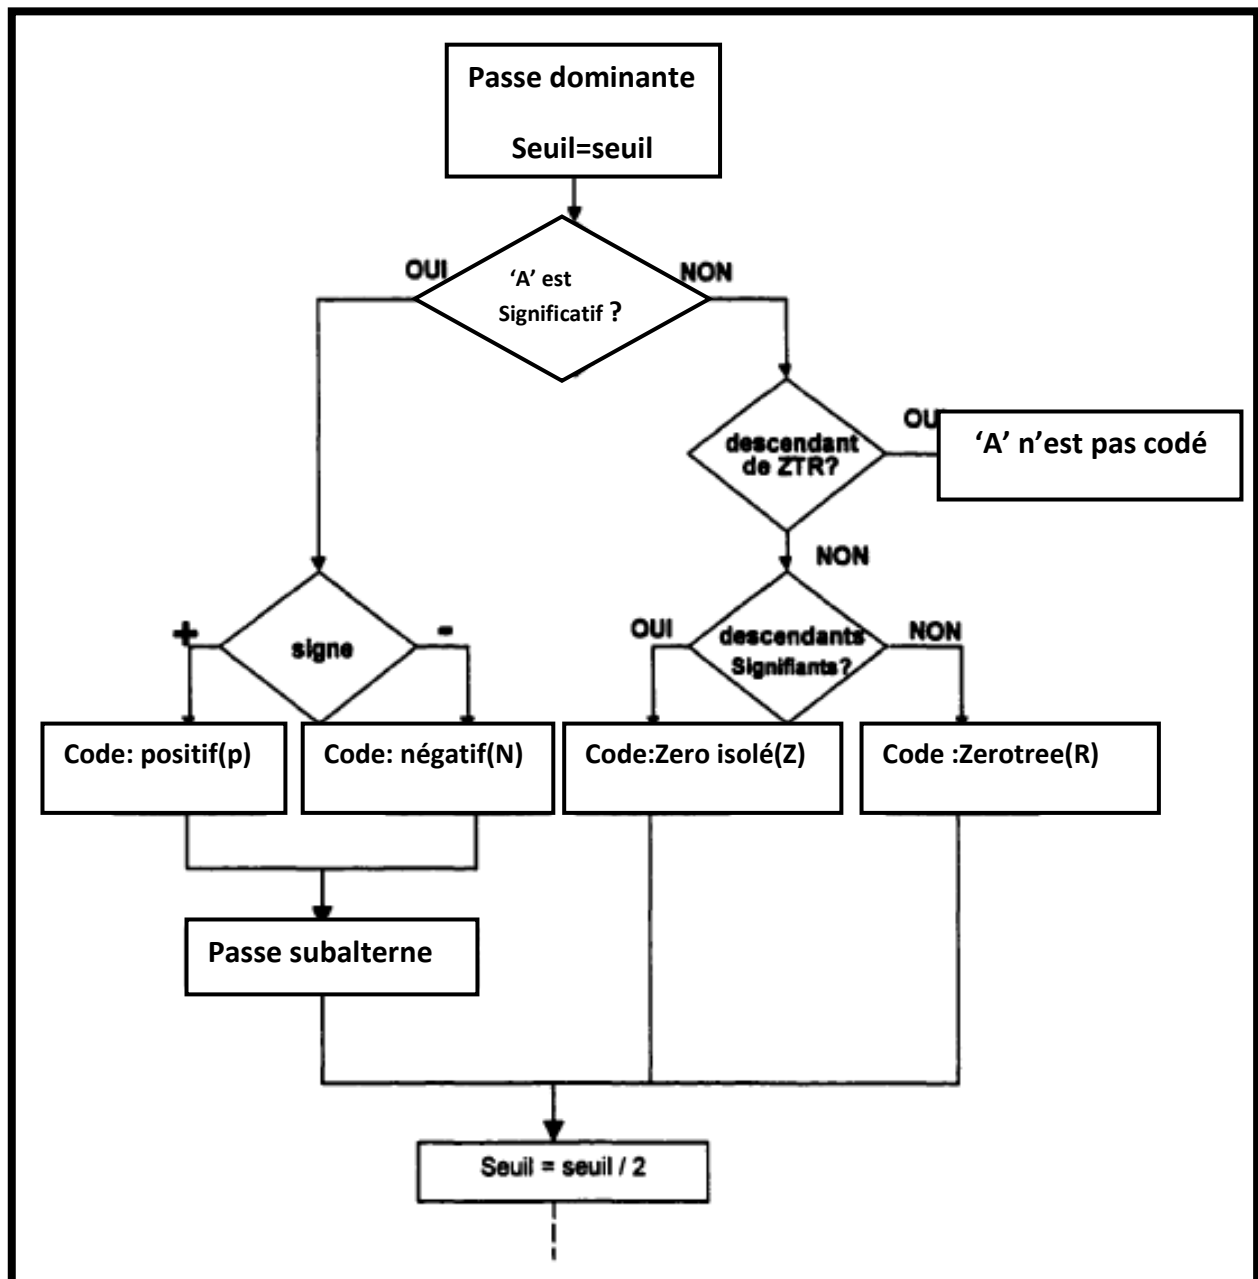 Passe dominante
Seuil=seuil
OUI
NON
‘A’ est
Significatif ?
descendant
de ZTR?
OUI
‘A’ n’est pas codé
NON
+
-
signe
OUI
descendants
Signifiants?
NON
Code: positif(p)
Code: négatif(N)
Code:Zero isolé(Z)
Code :Zerotree(R)
Passe subalterne
Seuil = seuil / 2